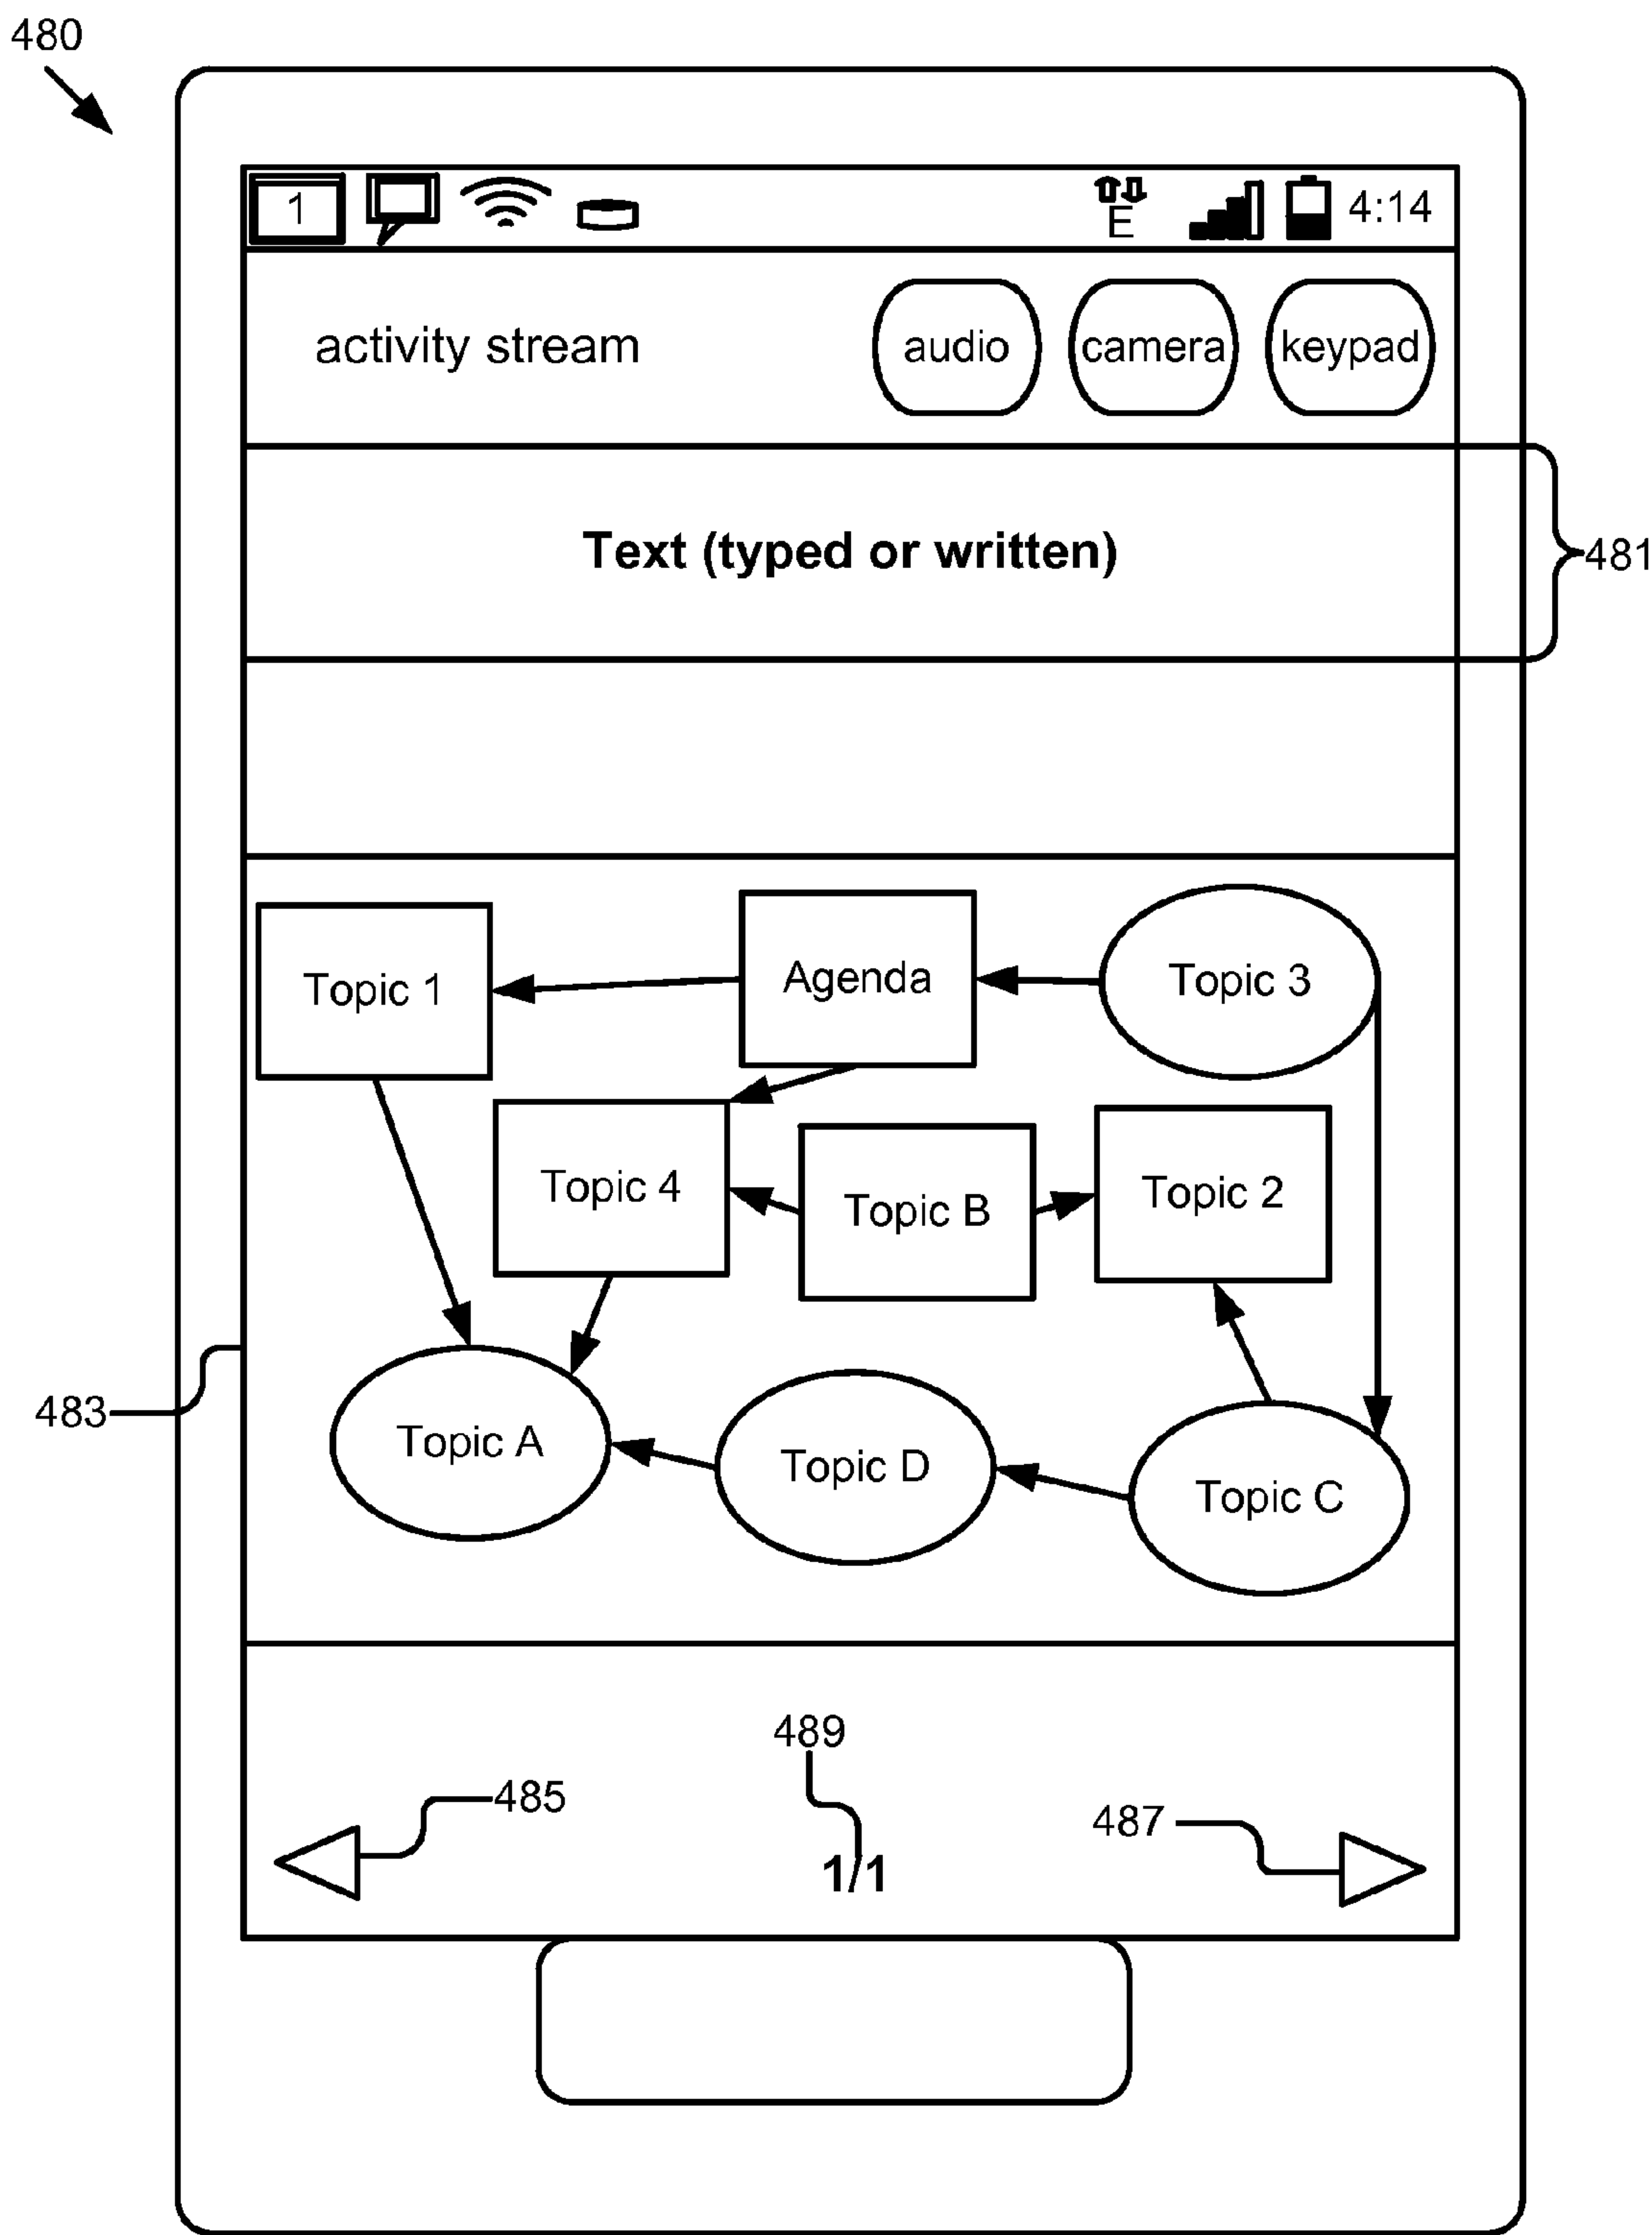 480
1
E
4:14
activity stream
audio
camera
keypad
Text (typed or written)
481
Topic 1
Agenda
Topic 3
Topic 4
Topic B
Topic 2
483
Topic A
Topic D
Topic C
489
485
487
1/1